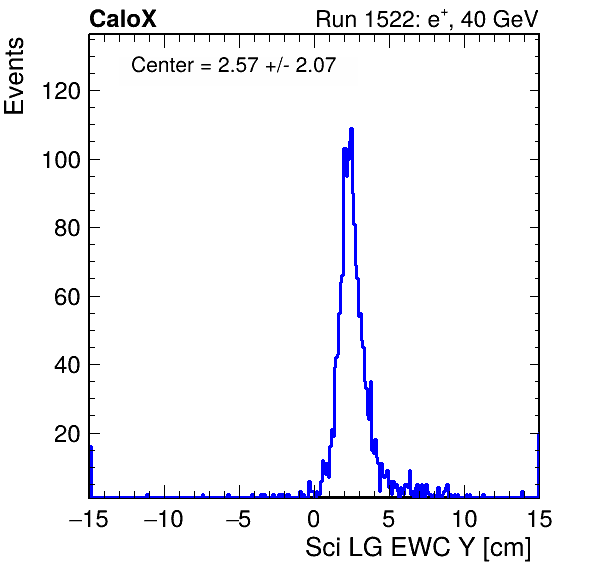 CaloX Run 1522: e⁺, 40 GeV
Center = 2.57 +/- 2.07
Events
120
100
80
60
40
20
−15 −10 −5 0 5 10 15
Sci LG EWC Y [cm]